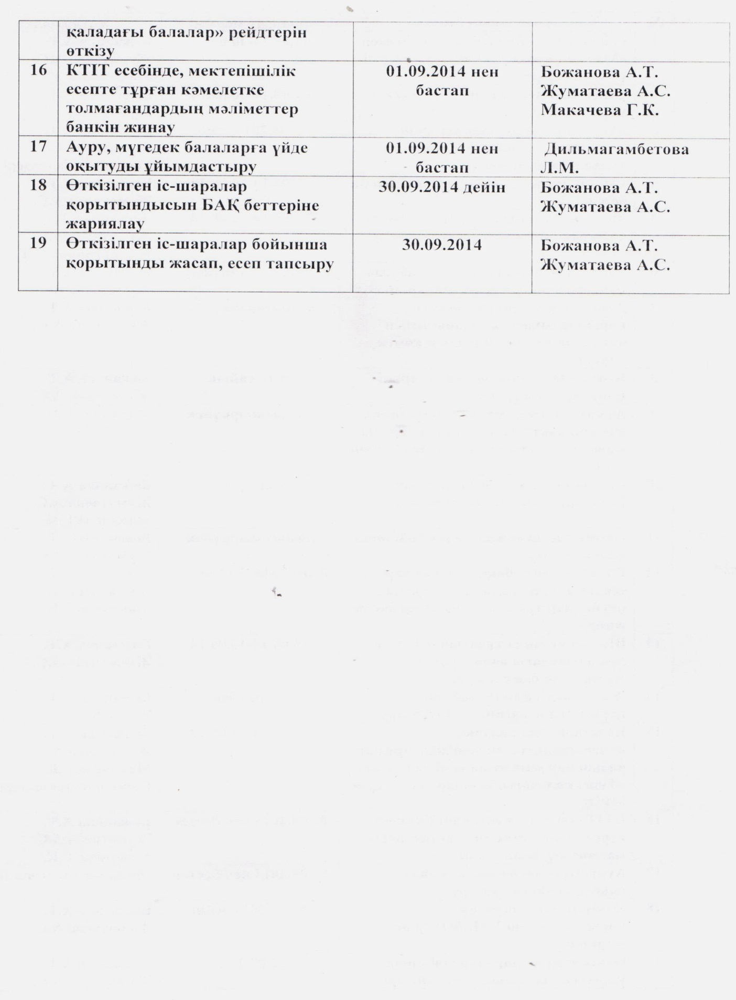 қаладағы балалар» рейдтерін
өткізу
16
КТІТ есебінде, мектепішілік
есепте тұрған кәмелетке
толмағандардың мәліметтер
банкін жинау
01.09.2014 нен
бастап
Божанова А.Т.
Жуматаева А.С.
Макачева Г.К.
17
Ауру, мүгедек балаларға үйде
оқытуды ұйымдастыру
01.09.2014 нен
бастап
Дильмагамбетова
Л.М.
18
Өткізілген іс-шаралар
қорытындысын БАҚ беттеріне
жариялау
30.09.2014 дейін
Божанова А.Т.
Жуматаева А.С.
19
Өткізілген іс-шаралар бойынша
қорытынды жасап, есеп тапсыру
30.09.2014
Божанова А.Т.
Жуматаева А.С.